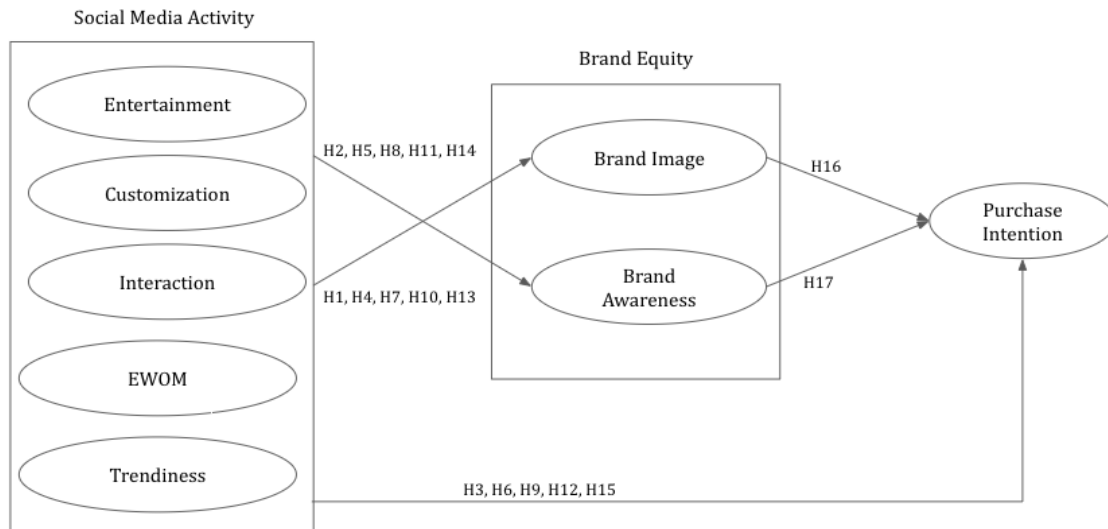 Social Media Activity
Entertainment
Customization
Interaction
EWOM
Trendiness
H2, H5, H8, H11, H14
H1, H4, H7, H10, H13
H3, H6, H9, H12, H15
Brand Equity
Brand Image
Brand
Awareness
H16
H17
Purchase
Intention